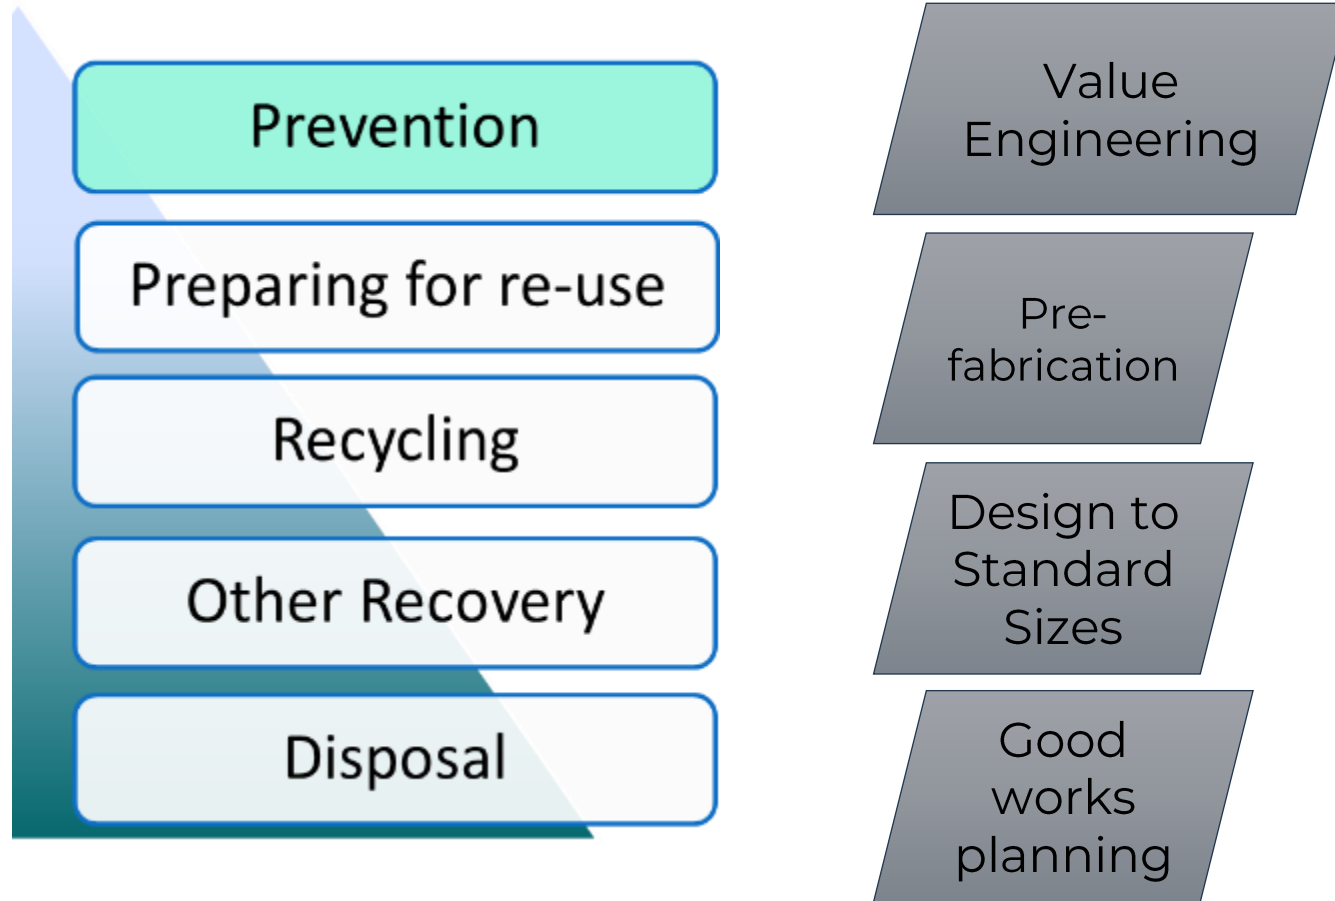 Prevention
Preparing for re-use
Recycling
Other Recovery
Disposal
Value
Engineering
Pre-
fabrication
Design to
Standard
Sizes
Good
works
planning